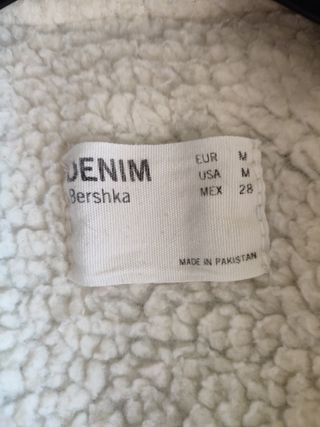 DENIM
Bershka
EUR M
USA M
MEX 28
MADE IN PAKISTAN